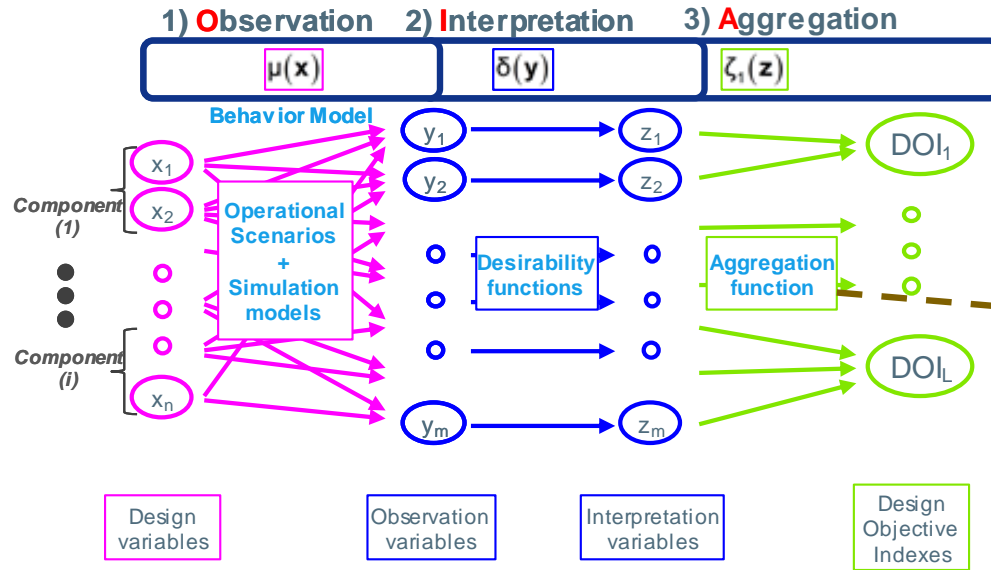 1) Observation
2) Interpretation
3) Aggregation
μ(x)
δ(y)
ζ₁(z)
Behavior Model
x₁
x₂
xₙ
Component
(1)
Component
(i)
Operational
Scenarios
+
Simulation
models
y₁
y₂
yₘ
Desirability
functions
z₁
z₂
zₘ
Aggregation
function
DOI₁
DOI_L
Design
variables
Observation
variables
Interpretation
variables
Design
Objective
Indexes